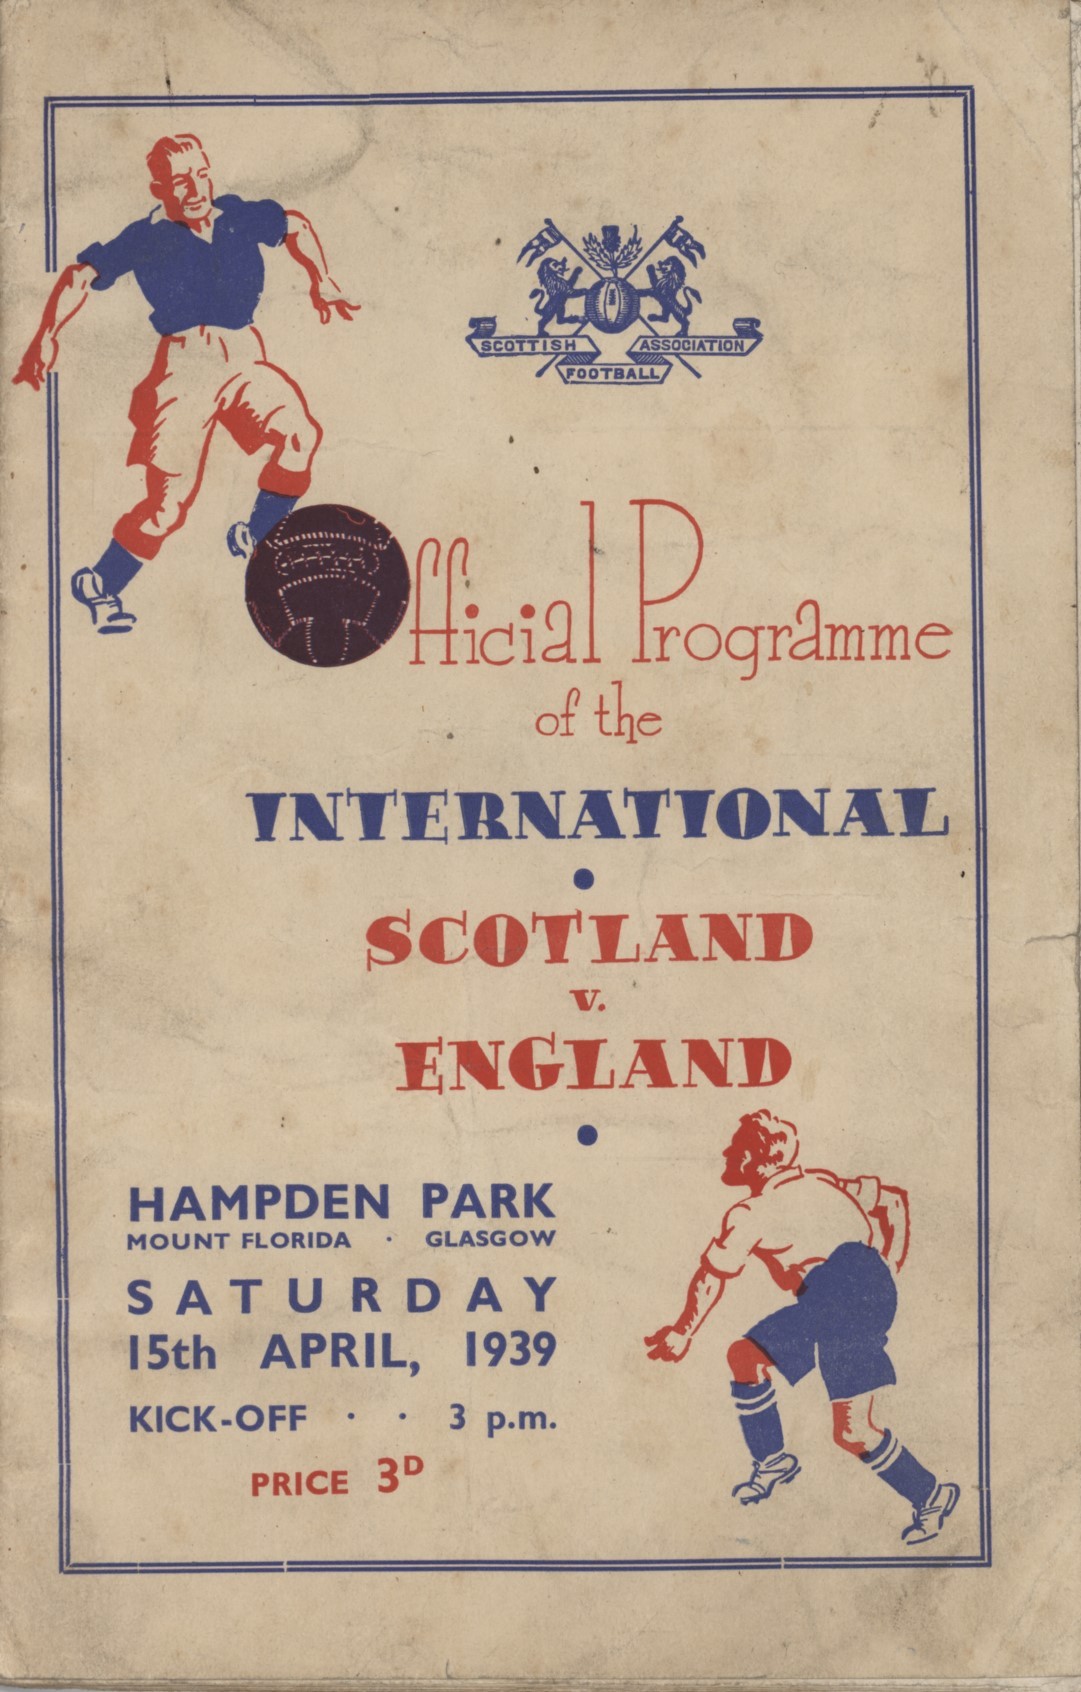 SCOTTISH ASSOCIATION
FOOTBALL
Official Programme
of the
INTERNATIONAL
SCOTLAND
v.
ENGLAND
HAMPDEN PARK
MOUNT FLORIDA · GLASGOW
SATURDAY
15th APRIL, 1939
KICK-OFF · · 3 p.m.
PRICE 3D